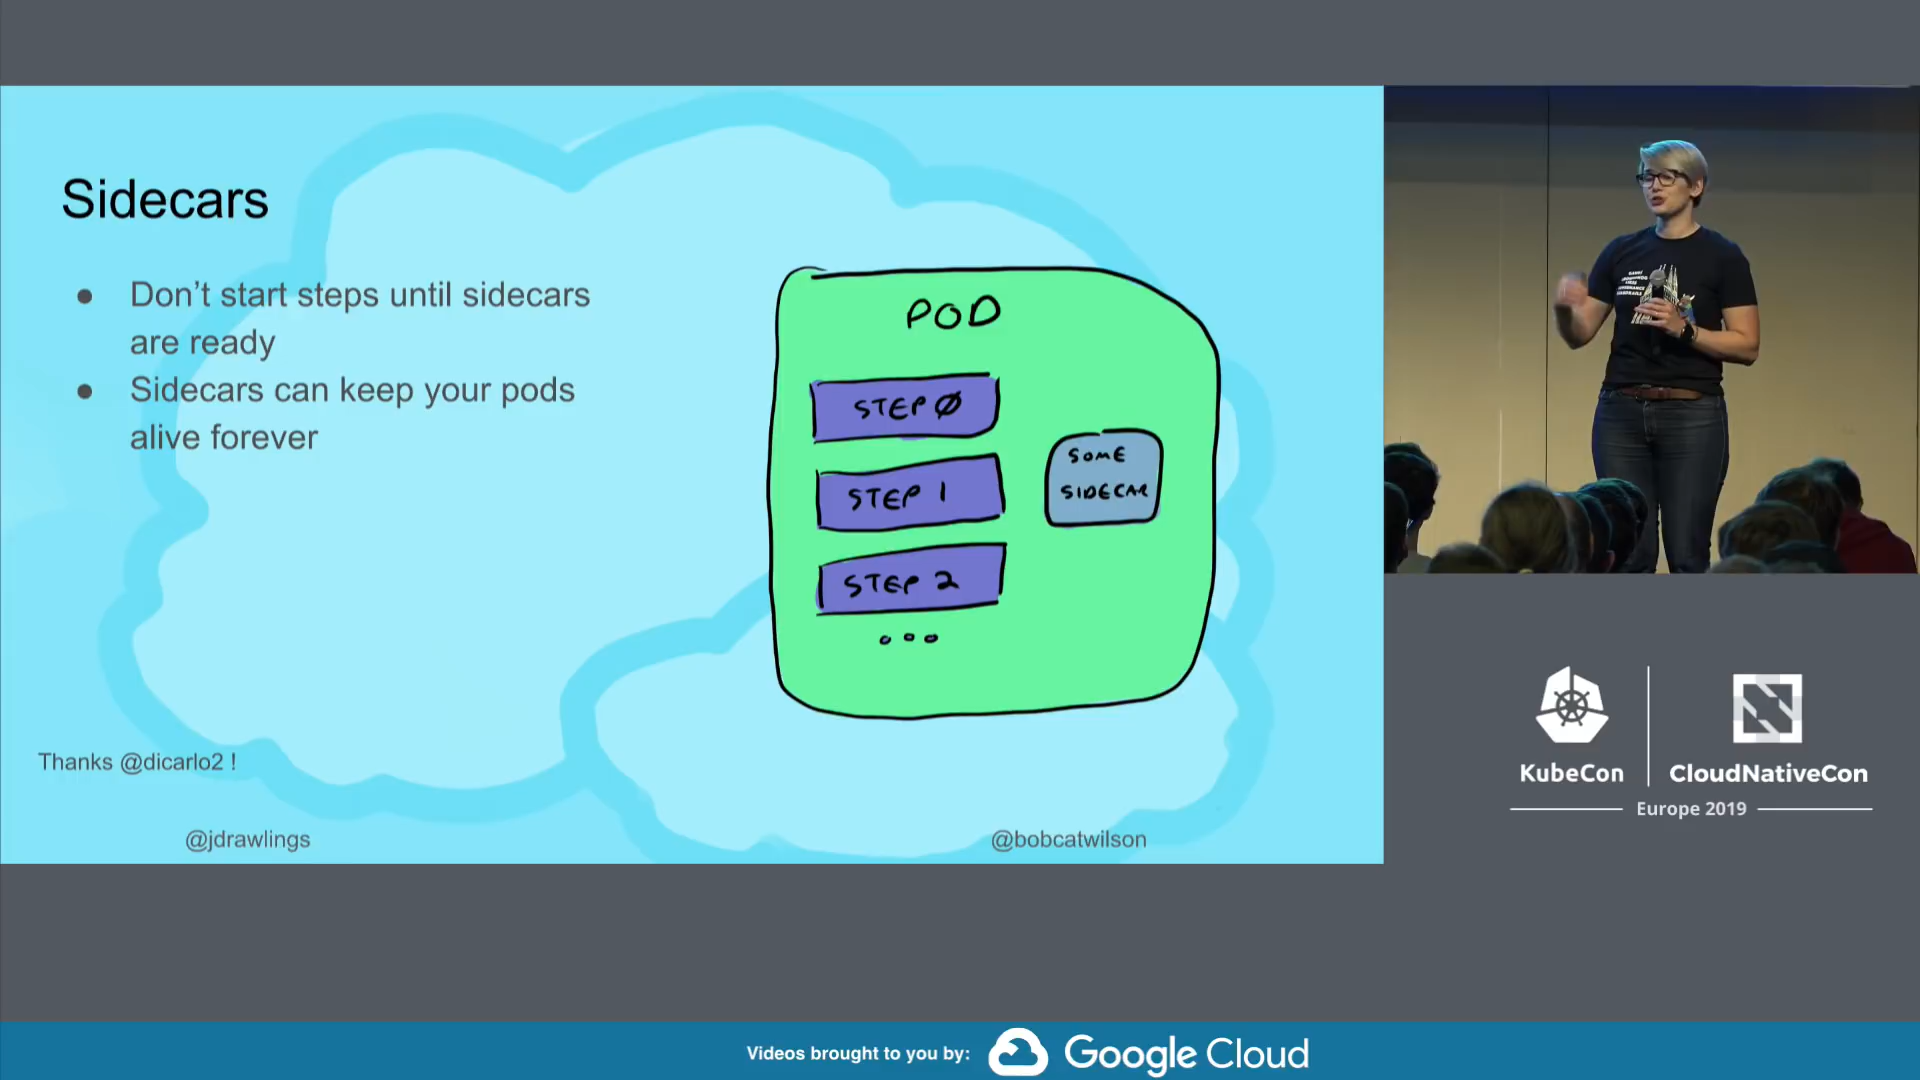 Sidecars
● Don't start steps until sidecars
are ready
● Sidecars can keep your pods
alive forever
POD
STEP 0
STEP 1
STEP 2
SOME
SIDECAR
Thanks @dicarlo2 !
@jdrawlings
@bobcatwilson
KubeCon
CloudNativeCon
Europe 2019
Videos brought to you by:
Google Cloud